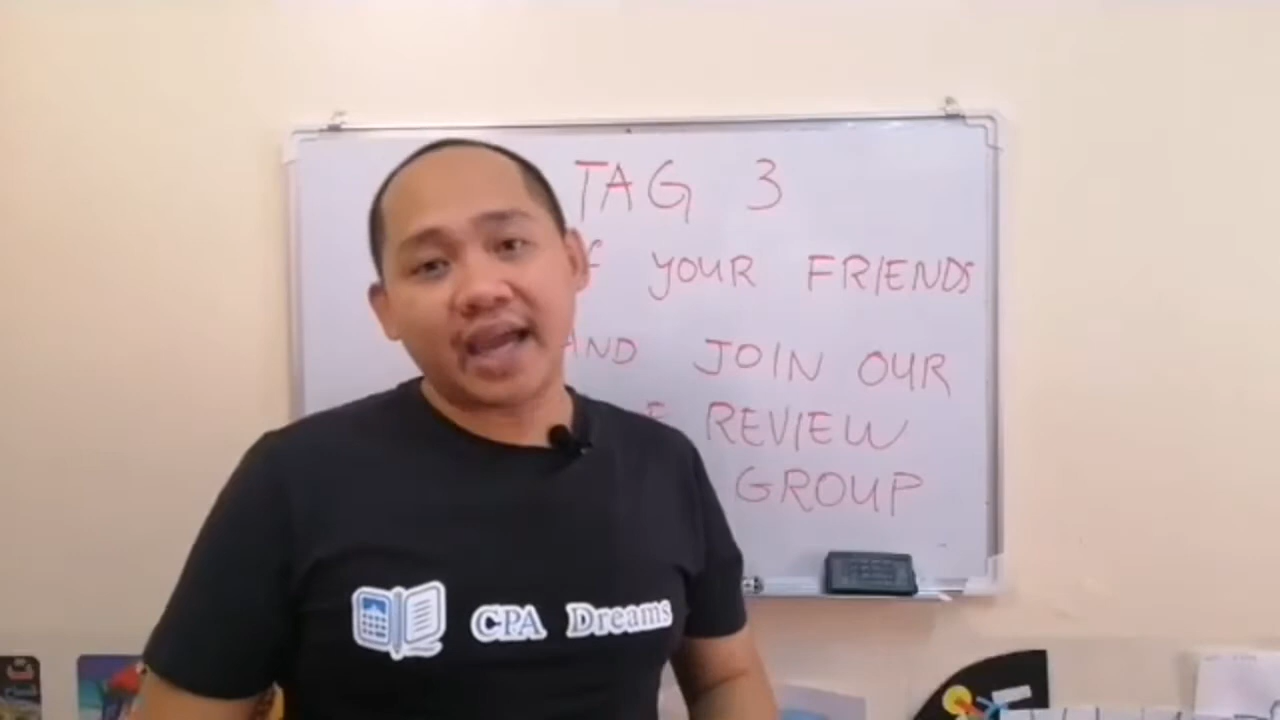 TAG 3
YOUR FRIENDS
AND JOIN OUR
REVIEW
GROUP
CPA Dreams